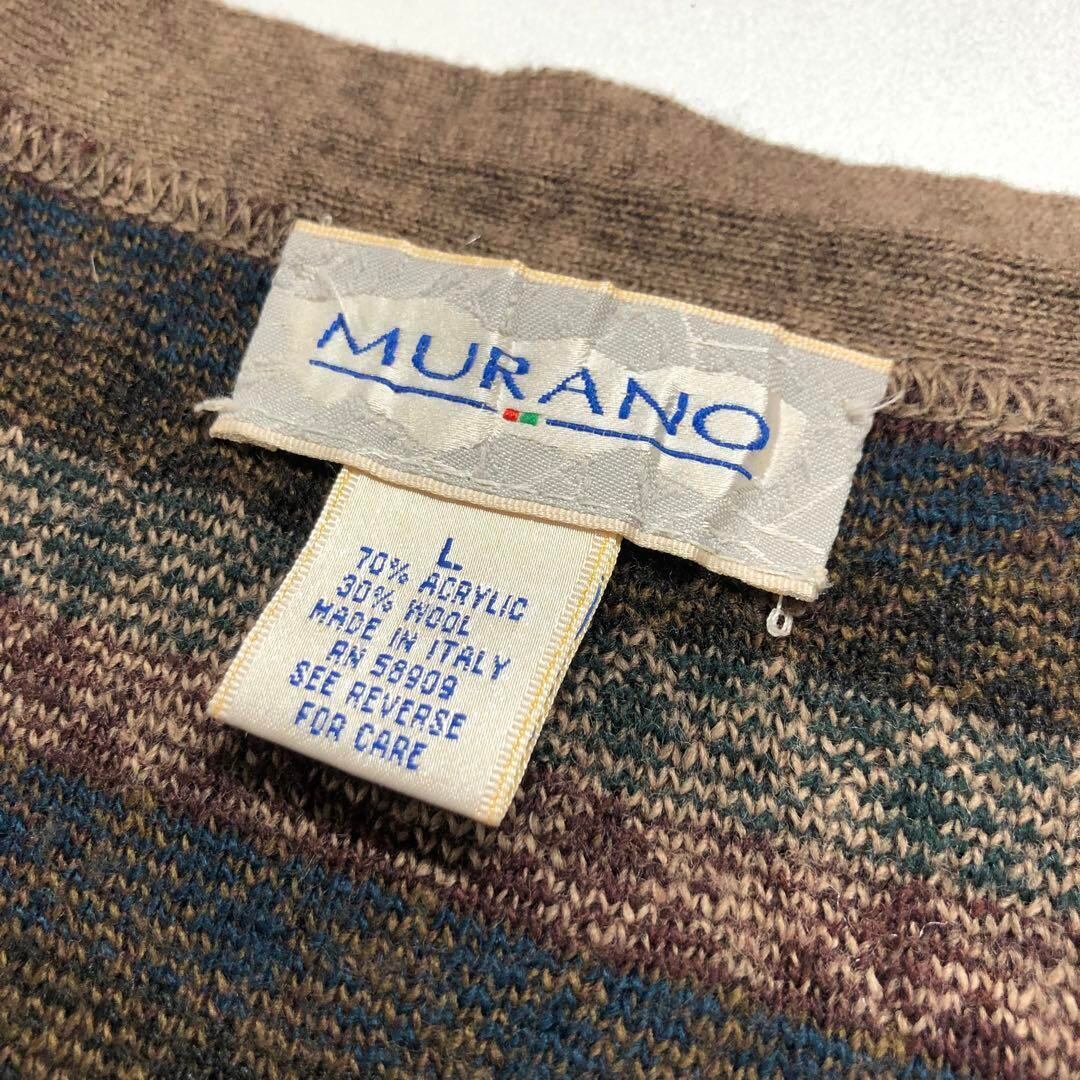 MURANO
L
70% ACRYLIC
30% WOOL
MADE IN ITALY
RN 58909
SEE REVERSE
FOR CARE